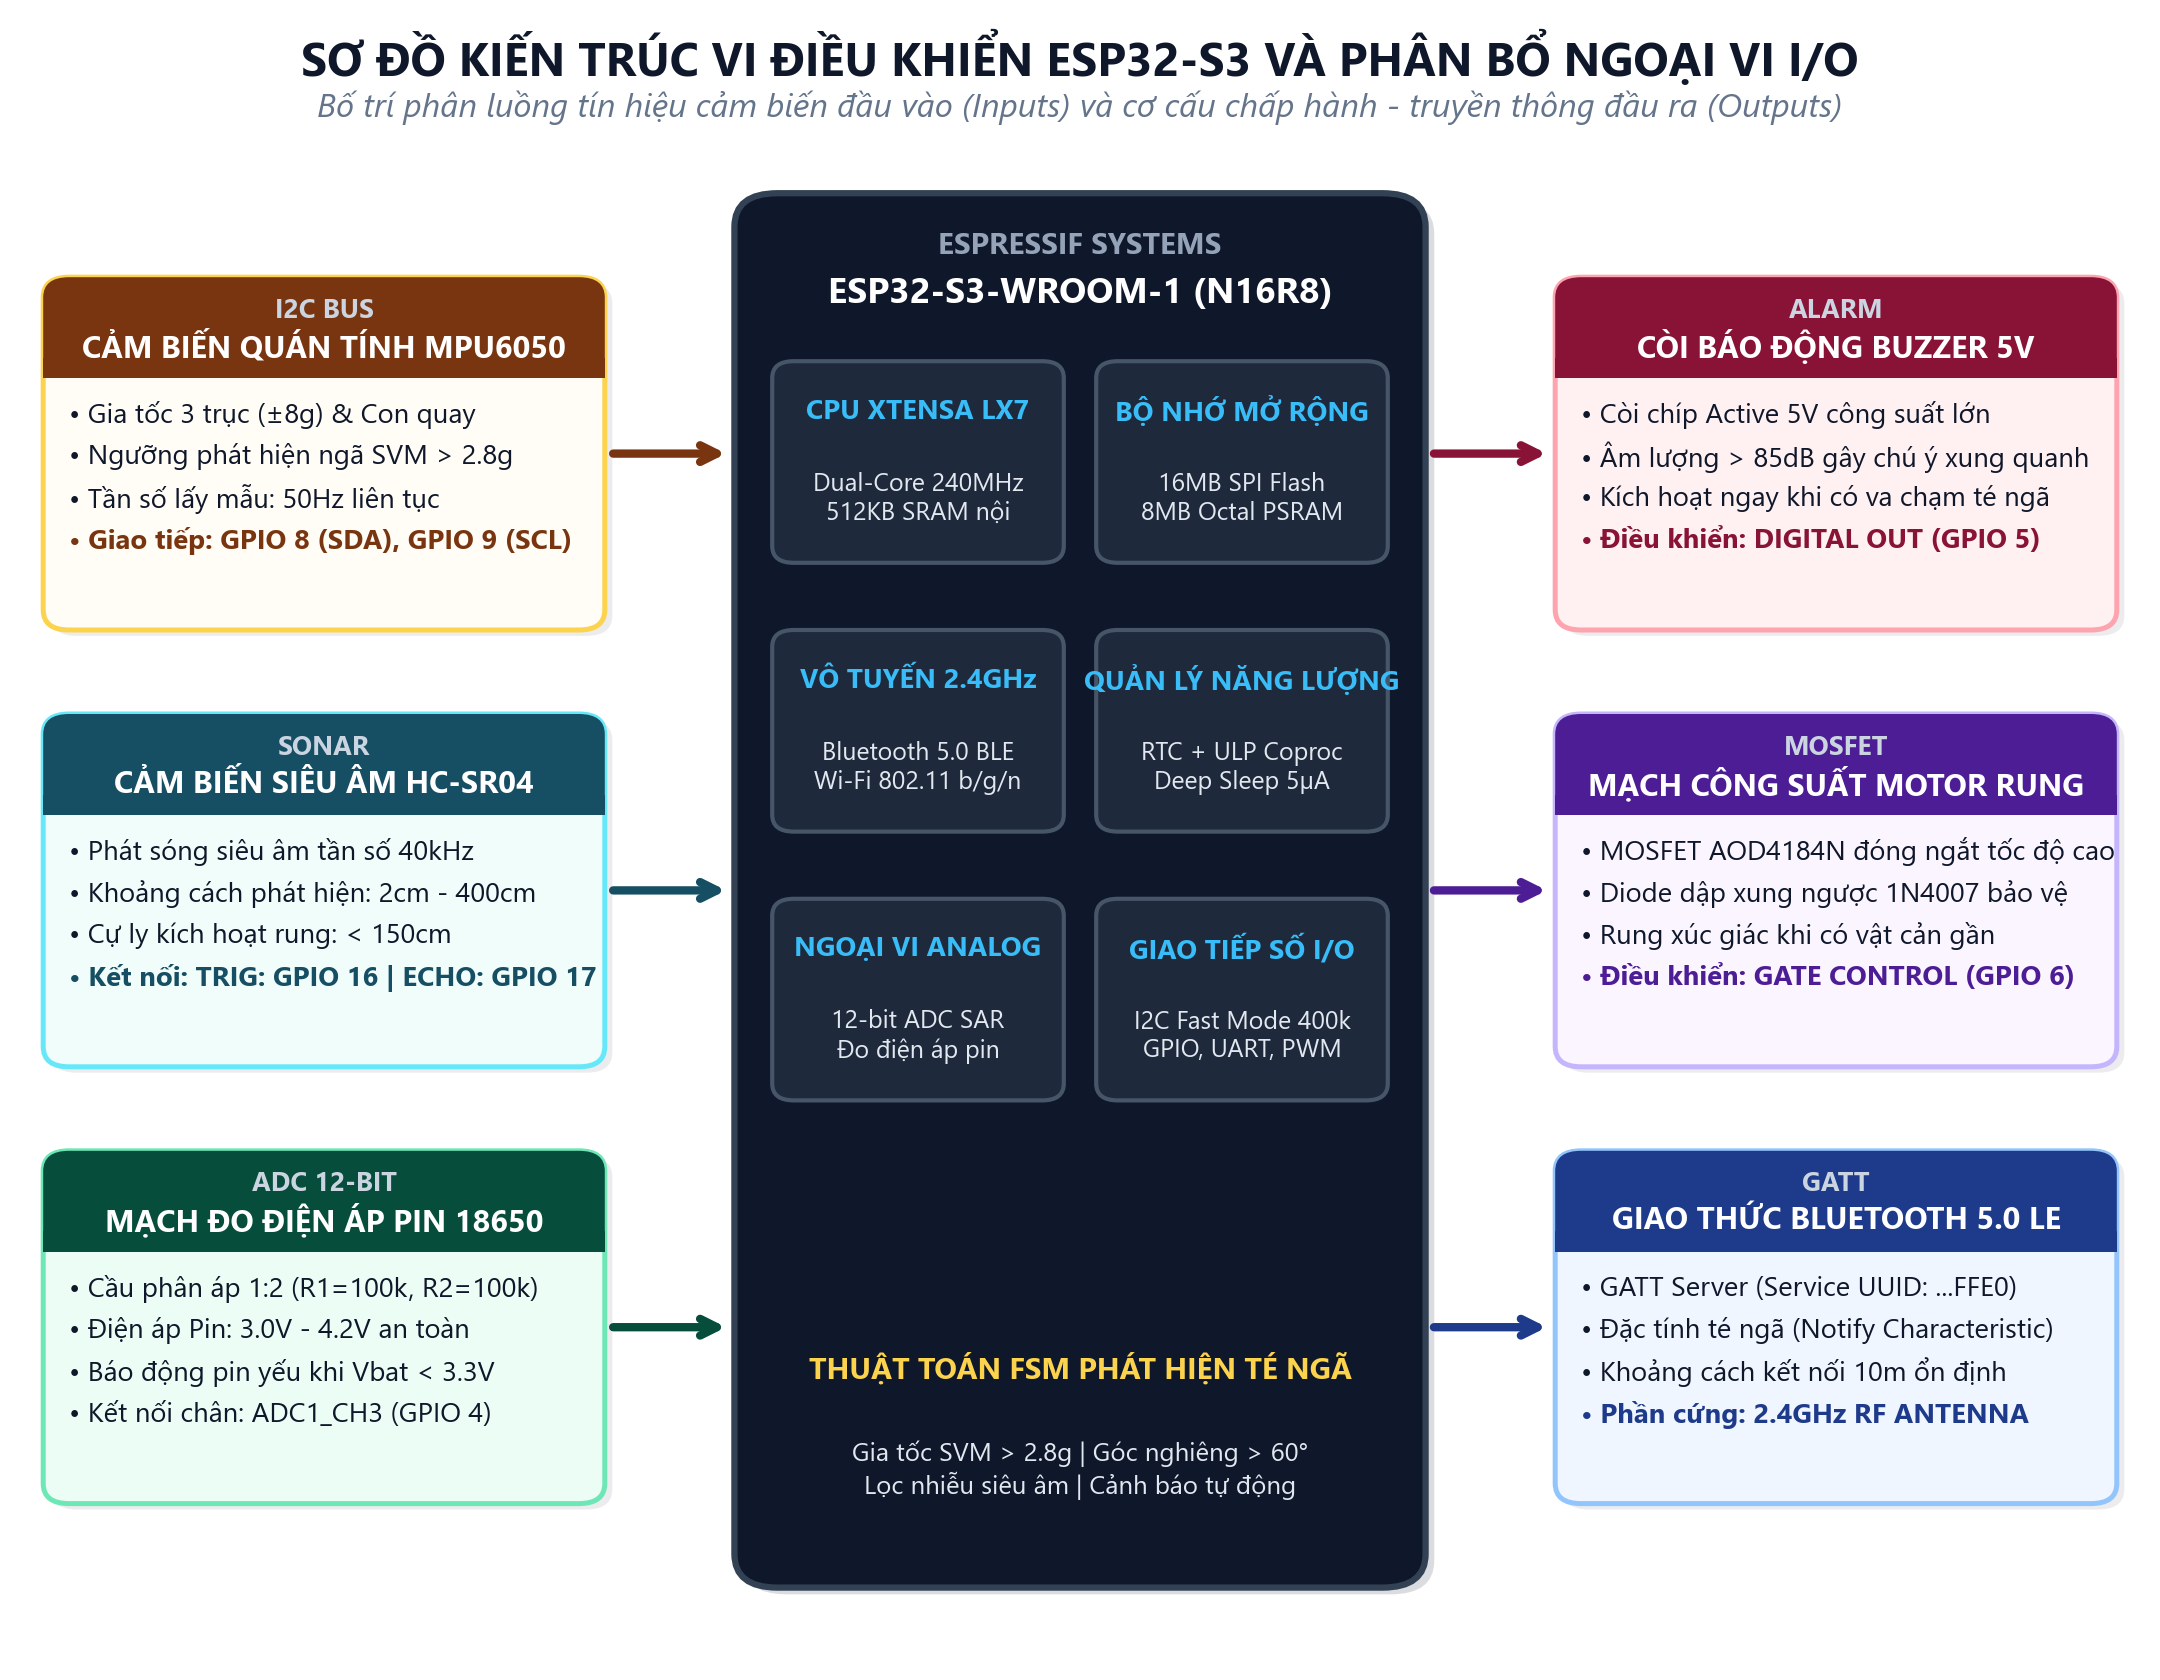 SƠ ĐỒ KIẾN TRÚC VI ĐIỀU KHIỂN ESP32-S3 VÀ PHÂN BỔ NGOẠI VI I/O
Bố trí phân luồng tín hiệu cảm biến đầu vào (Inputs) và cơ cấu chấp hành - truyền thông đầu ra (Outputs)
I2C BUS
CẢM BIẾN QUÁN TÍNH MPU6050
• Gia tốc 3 trục (±8g) & Con quay
• Ngưỡng phát hiện ngã SVM > 2.8g
• Tần số lấy mẫu: 50Hz liên tục
• Giao tiếp: GPIO 8 (SDA), GPIO 9 (SCL)
SONAR
CẢM BIẾN SIÊU ÂM HC-SR04
• Phát sóng siêu âm tần số 40kHz
• Khoảng cách phát hiện: 2cm - 400cm
• Cự ly kích hoạt rung: < 150cm
• Kết nối: TRIG: GPIO 16 | ECHO: GPIO 17
ADC 12-BIT
MẠCH ĐO ĐIỆN ÁP PIN 18650
• Cầu phân áp 1:2 (R1=100k, R2=100k)
• Điện áp Pin: 3.0V - 4.2V an toàn
• Báo động pin yếu khi Vbat < 3.3V
• Kết nối chân: ADC1_CH3 (GPIO 4)
ESPRESSIF SYSTEMS
ESP32-S3-WROOM-1 (N16R8)
CPU XTENSA LX7
Dual-Core 240MHz
512KB SRAM nội
BỘ NHỚ MỞ RỘNG
16MB SPI Flash
8MB Octal PSRAM
VÔ TUYẾN 2.4GHz
Bluetooth 5.0 BLE
Wi-Fi 802.11 b/g/n
QUẢN LÝ NĂNG LƯỢNG
RTC + ULP Coproc
Deep Sleep 5µA
NGOẠI VI ANALOG
12-bit ADC SAR
Đo điện áp pin
GIAO TIẾP SỐ I/O
I2C Fast Mode 400k
GPIO, UART, PWM
THUẬT TOÁN FSM PHÁT HIỆN TÉ NGÃ
Gia tốc SVM > 2.8g | Góc nghiêng > 60°
Lọc nhiễu siêu âm | Cảnh báo tự động
ALARM
CÒI BÁO ĐỘNG BUZZER 5V
• Còi chíp Active 5V công suất lớn
• Âm lượng > 85dB gây chú ý xung quanh
• Kích hoạt ngay khi có va chạm té ngã
• Điều khiển: DIGITAL OUT (GPIO 5)
MOSFET
MẠCH CÔNG SUẤT MOTOR RUNG
• MOSFET AOD4184N đóng ngắt tốc độ cao
• Diode dập xung ngược 1N4007 bảo vệ
• Rung xúc giác khi có vật cản gần
• Điều khiển: GATE CONTROL (GPIO 6)
GATT
GIAO THỨC BLUETOOTH 5.0 LE
• GATT Server (Service UUID: ...FFE0)
• Đặc tính té ngã (Notify Characteristic)
• Khoảng cách kết nối 10m ổn định
• Phần cứng: 2.4GHz RF ANTENNA